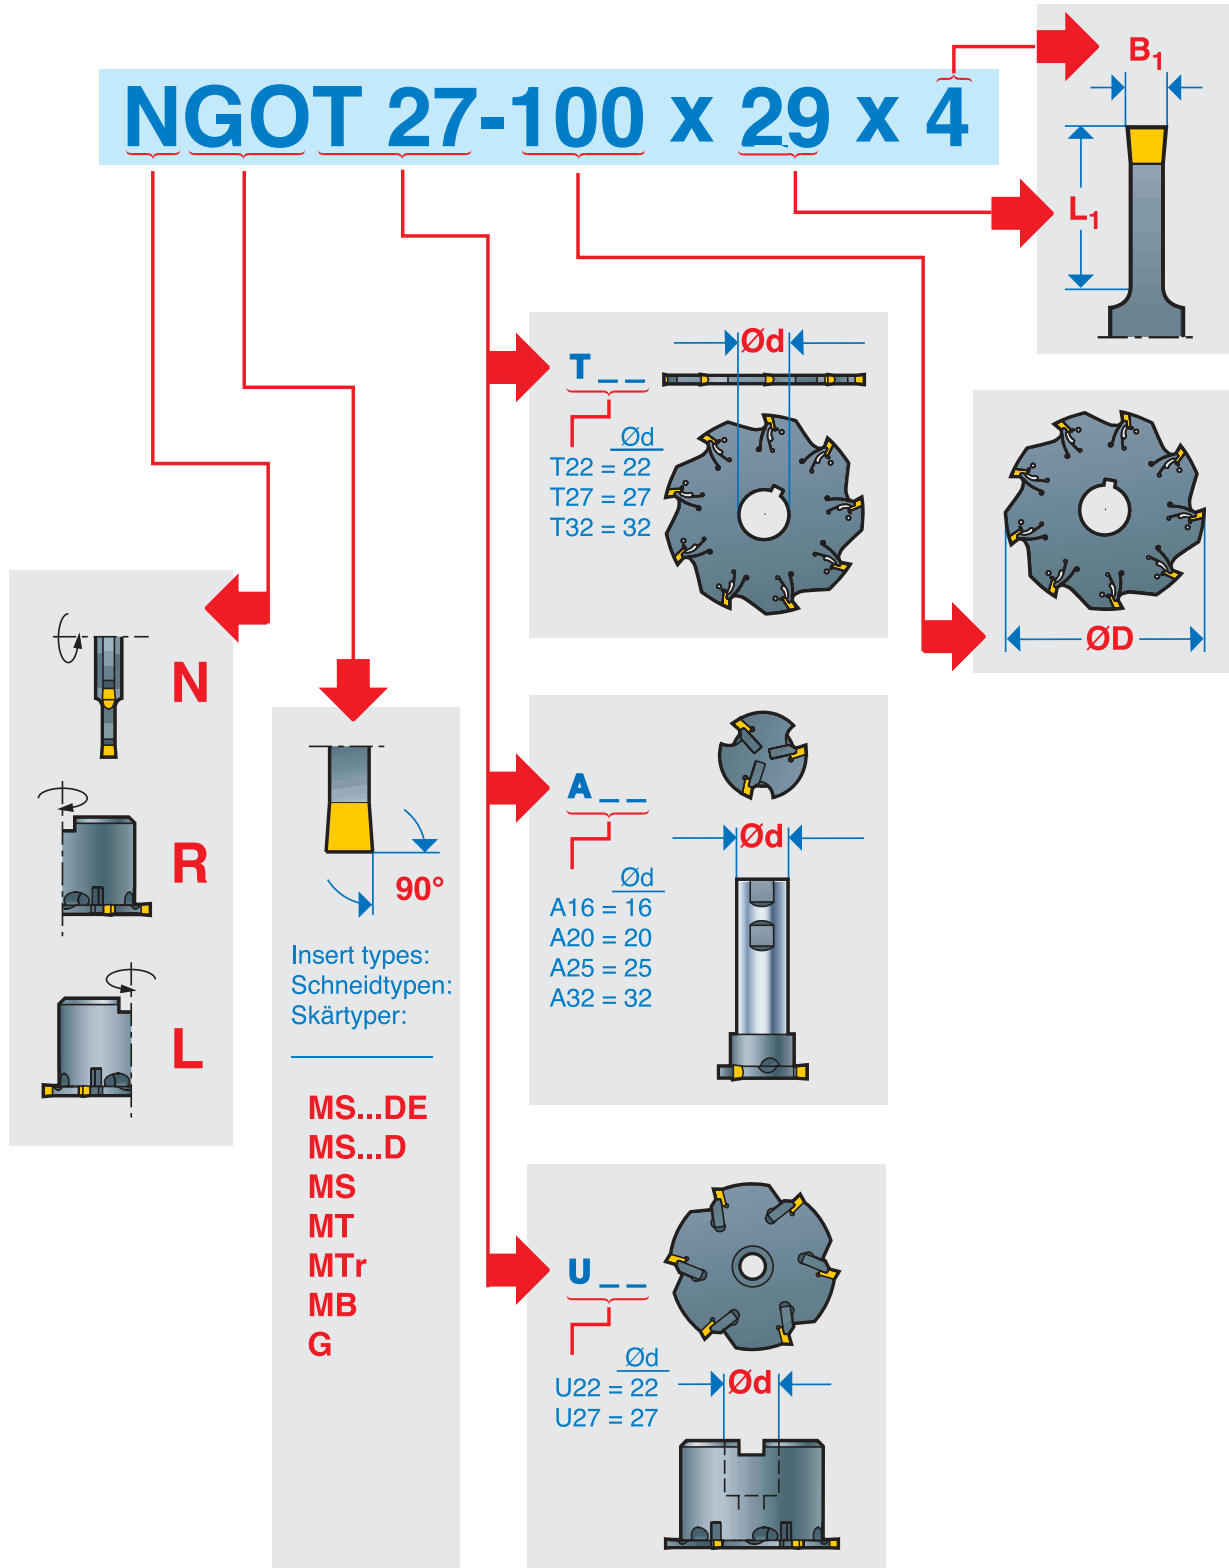 NGOT 27-100 x 29 x 4
B1
L1
T _ _
Ød
Ød
T22 = 22
T27 = 27
T32 = 32
ØD
N
R
L
90°
Insert types:
Schneidtypen:
Skärtyper:
MS...DE
MS...D
MS
MT
MTr
MB
G
A _ _
Ød
Ød
A16 = 16
A20 = 20
A25 = 25
A32 = 32
U _ _
Ød
Ød
U22 = 22
U27 = 27